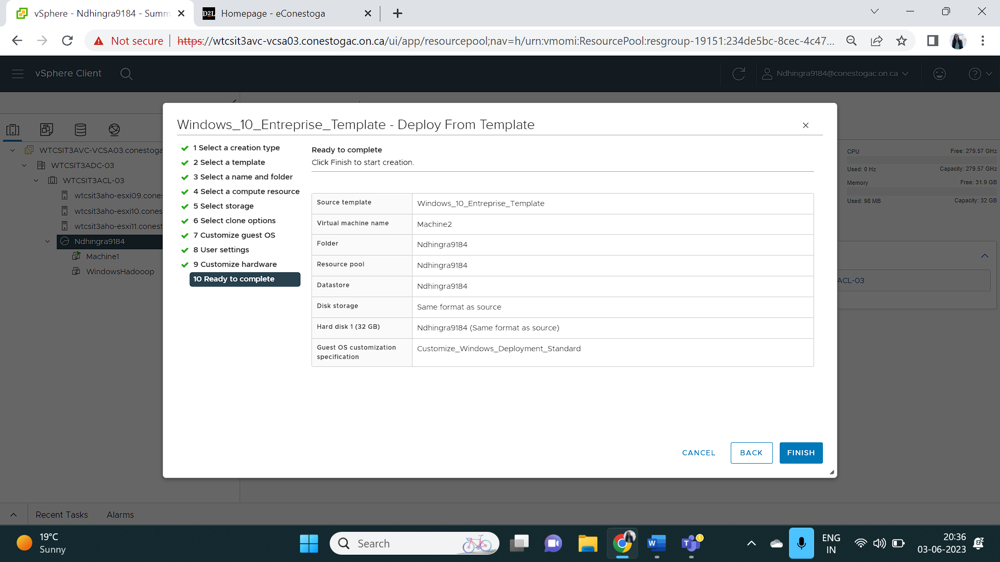 vSphere - Ndhingra9184 - Summ
D2L Homepage - eConestoga
Not secure https://wtcsit3avc-vcsa03.conestogac.on.ca/ui/app/resourcepool;nav=h/urn:vmomi:ResourcePool:resgroup-19151:234de5bc-8cec-4c47...
vSphere Client
Ndhingra9184@conestogac.on.ca
WTCSIT3AVC-VCSA03.conestoga
WTCSIT3ADC-03
WTCSIT3ACL-03
wtcsit3aho-esxi09.cones
wtcsit3aho-esxi10.cones
wtcsit3aho-esxi11.conest
Ndhingra9184
Machine1
WindowsHadooop
Windows_10_Entreprise_Template - Deploy From Template
1 Select a creation type
2 Select a template
3 Select a name and folder
4 Select a compute resource
5 Select storage
6 Select clone options
7 Customize guest OS
8 User settings
9 Customize hardware
10 Ready to complete
Ready to complete
Click Finish to start creation.
Source template Windows_10_Entreprise_Template
Virtual machine name Machine2
Folder Ndhingra9184
Resource pool Ndhingra9184
Datastore Ndhingra9184
Disk storage Same format as source
Hard disk 1 (32 GB) Ndhingra9184 (Same format as source)
Guest OS customization specification Customize_Windows_Deployment_Standard
CANCEL BACK FINISH
CPU Free: 279.57 GHz
Used: 0 Hz Capacity: 279.57 GHz
Memory Free: 31.9 GB
Used: 98 MB Capacity: 32 GB
ACL-03
Recent Tasks Alarms
19°C
Sunny
Search
ENG
IN
20:36
03-06-2023